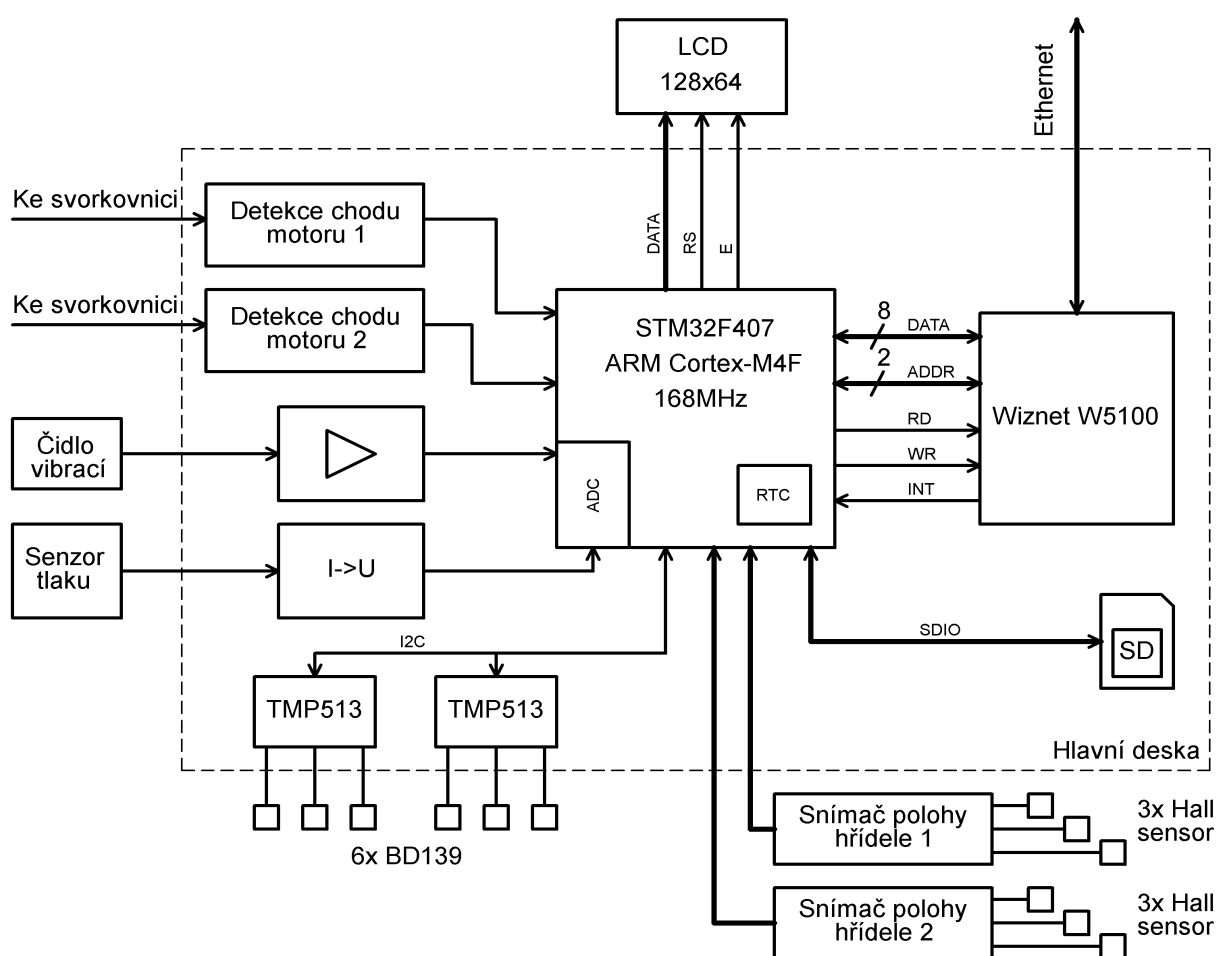 LCD
128x64
Ethernet
Ke svorkovnici
Detekce chodu
motoru 1
DATA
RS
E
Ke svorkovnici
Detekce chodu
motoru 2
STM32F407
ARM Cortex-M4F
168MHz
8
DATA
2
ADDR
RD
WR
INT
Wiznet W5100
Čidlo
vibrací
ADC
RTC
Senzor
tlaku
I->U
I2C
SDIO
SD
TMP513
TMP513
Hlavní deska
6x BD139
Snímač polohy
hřídele 1
3x Hall
sensor
Snímač polohy
hřídele 2
3x Hall
sensor